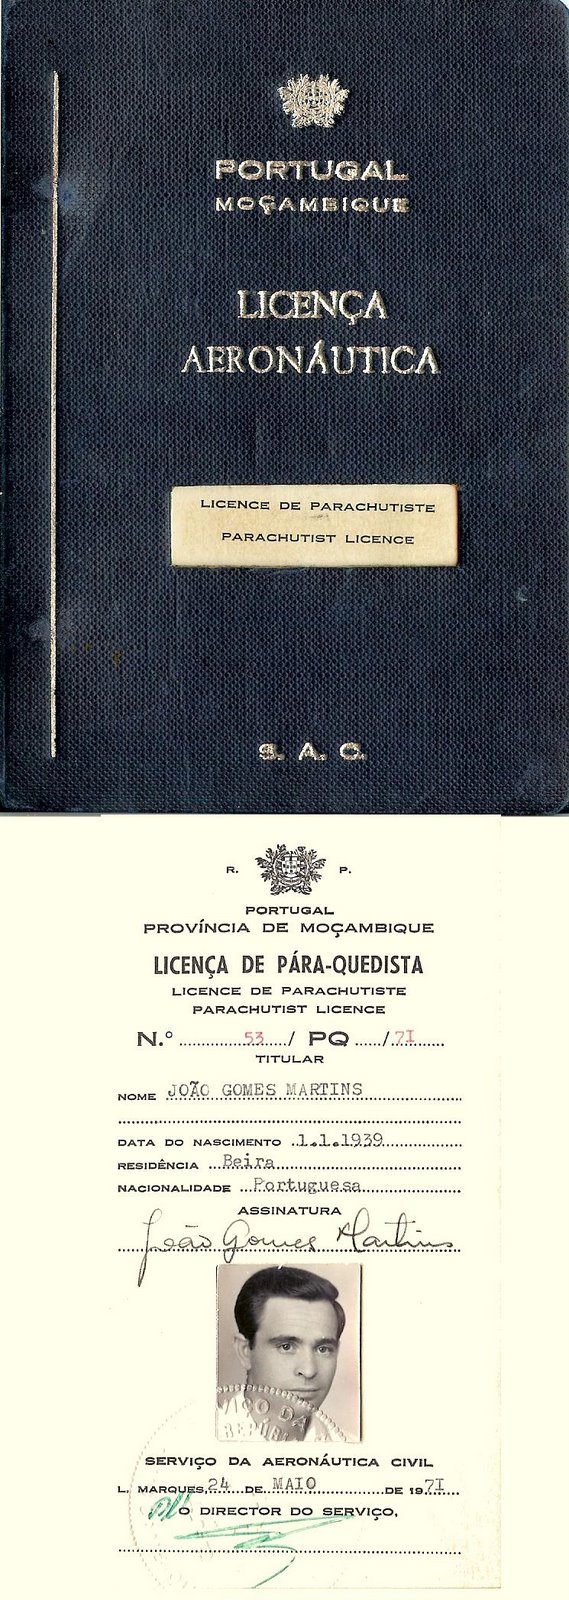 PORTUGAL
MOÇAMBIQUE
LICENÇA
AERONÁUTICA
LICENCE DE PARACHUTISTE
PARACHUTIST LICENCE
S. A. C.
R. P.
PORTUGAL
PROVÍNCIA DE MOÇAMBIQUE
LICENÇA DE PÁRA-QUEDISTA
LICENCE DE PARACHUTISTE
PARACHUTIST LICENCE
N.º 53 / PQ / 71
TITULAR
NOME JOÃO GOMES MARTINS
DATA DO NASCIMENTO 1.1.1939
RESIDÊNCIA Beira
NACIONALIDADE Portuguesa
ASSINATURA
João Gomes Martins
VIÇO DA
REPÚBL
SERVIÇO DA AERONÁUTICA CIVIL
L. MARQUES, 24 DE MAIO DE 1971
O DIRECTOR DO SERVIÇO,